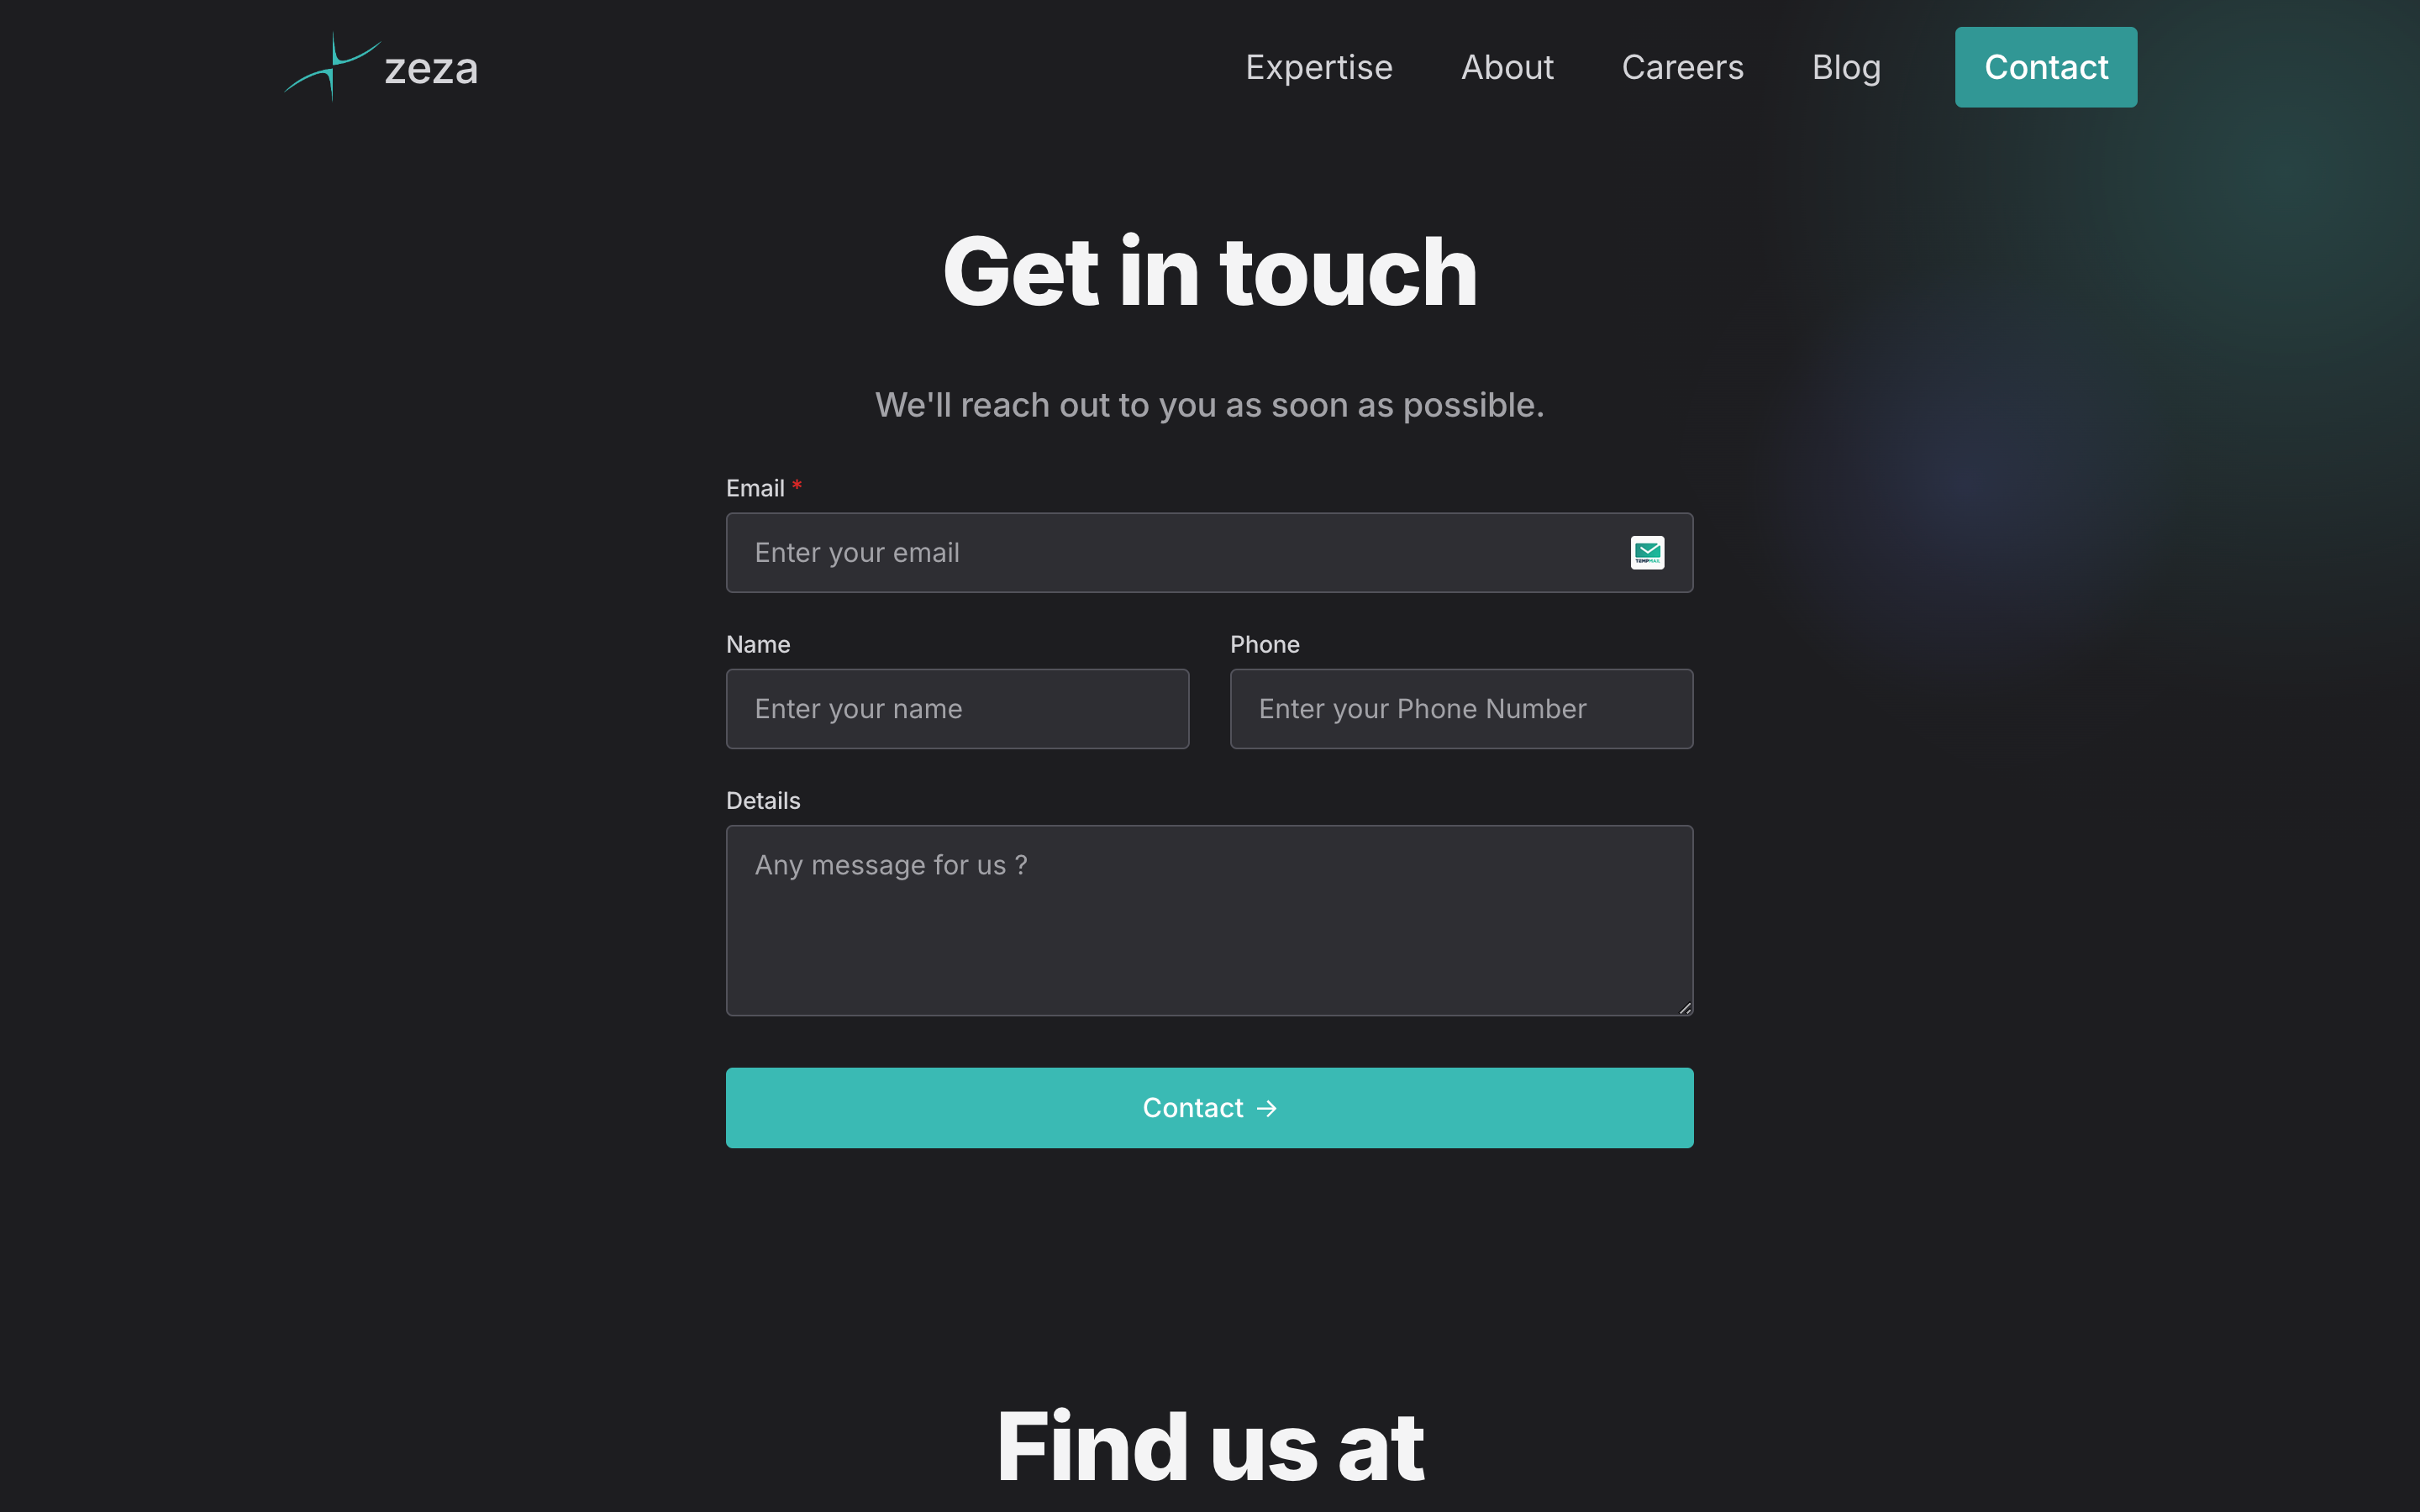 zeza
Expertise About Careers Blog Contact
Get in touch
We'll reach out to you as soon as possible.
Email *
Enter your email
TEMPMAIL
Name Phone
Enter your name Enter your Phone Number
Details
Any message for us ?
Contact →
Find us at